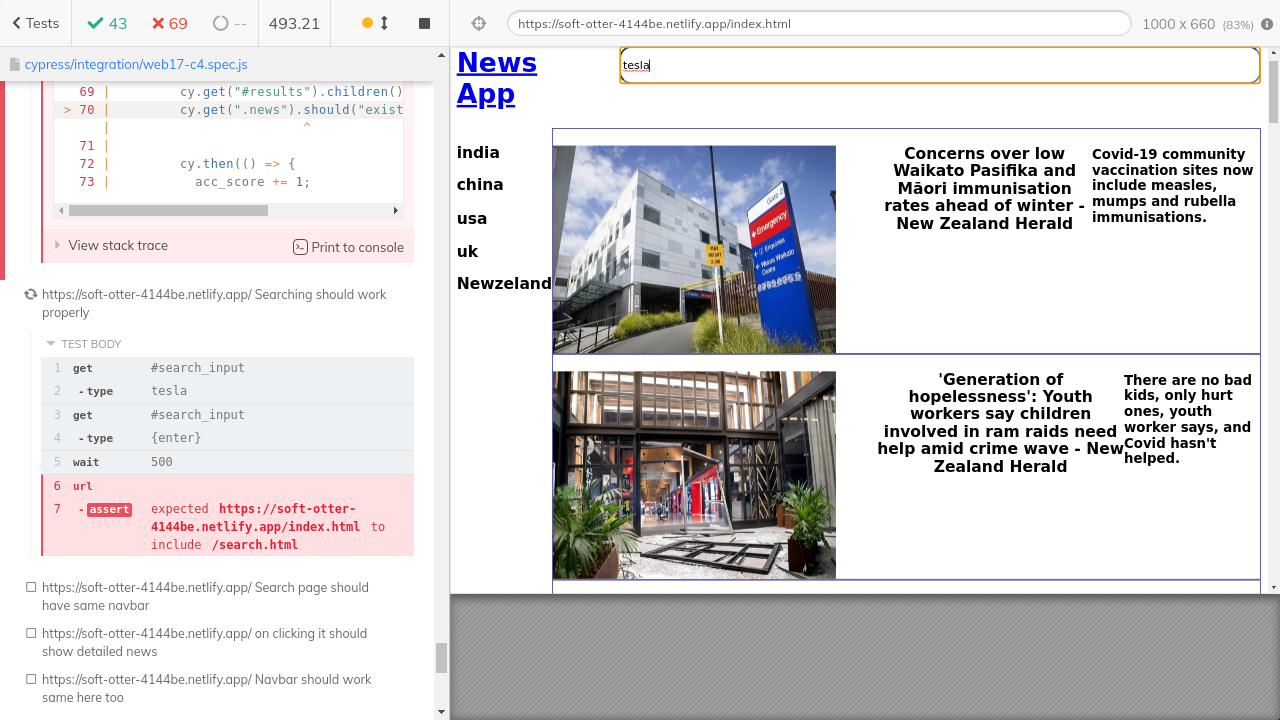 Tests
43
69
--
493.21
https://soft-otter-4144be.netlify.app/index.html
1000 x 660 (83%)
cypress/integration/web17-c4.spec.js
69 | cy.get("#results").children()
> 70 | cy.get(".news").should("exist
| ^
71 |
72 | cy.then(() => {
73 | acc_score += 1;
View stack trace
Print to console
https://soft-otter-4144be.netlify.app/ Searching should work
properly
TEST BODY
1 get #search_input
2 -type tesla
3 get #search_input
4 -type {enter}
5 wait 500
6 url
7 -assert expected https://soft-otter-
4144be.netlify.app/index.html to
include /search.html
https://soft-otter-4144be.netlify.app/ Search page should
have same navbar
https://soft-otter-4144be.netlify.app/ on clicking it should
show detailed news
https://soft-otter-4144be.netlify.app/ Navbar should work
same here too
News
App
tesla
india
china
usa
uk
Newzeland
Gate 2
Emergency
Enquiries
Centre
Concerns over low
Waikato Pasifika and
Māori immunisation
rates ahead of winter -
New Zealand Herald
Covid-19 community
vaccination sites now
include measles,
mumps and rubella
immunisations.
'Generation of
hopelessness': Youth
workers say children
involved in ram raids need
help amid crime wave - New
Zealand Herald
There are no bad
kids, only hurt
ones, youth
worker says, and
Covid hasn't
helped.